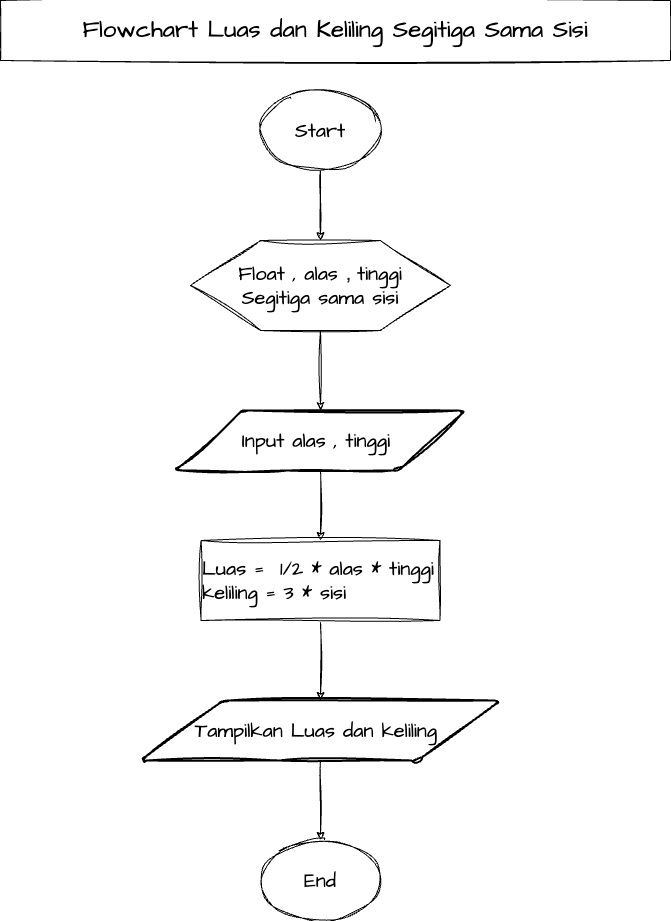 Flowchart Luas dan Keliling Segitiga Sama Sisi
Start
Float , alas , tinggi
Segitiga sama sisi
Input alas , tinggi
Luas = 1/2 * alas * tinggi
keliling = 3 * sisi
Tampilkan Luas dan keliling
End